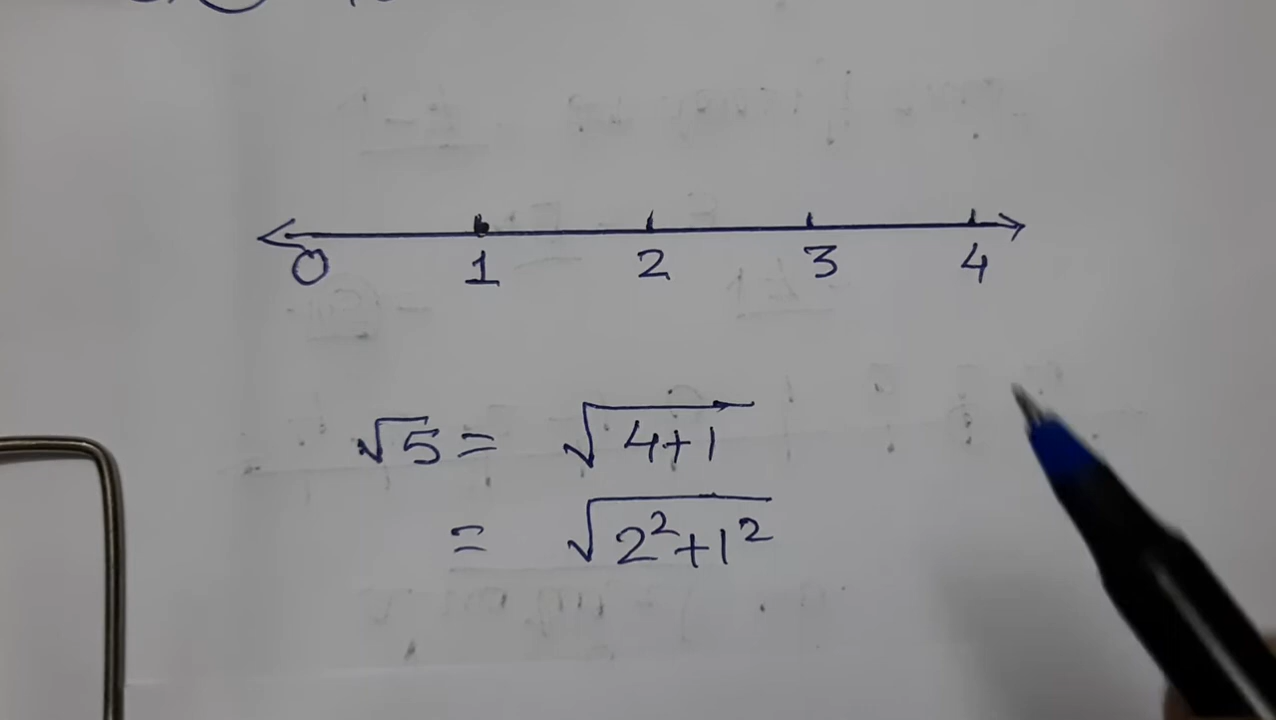 0 1 2 3 4
√5 = √4+1
= √2²+1²